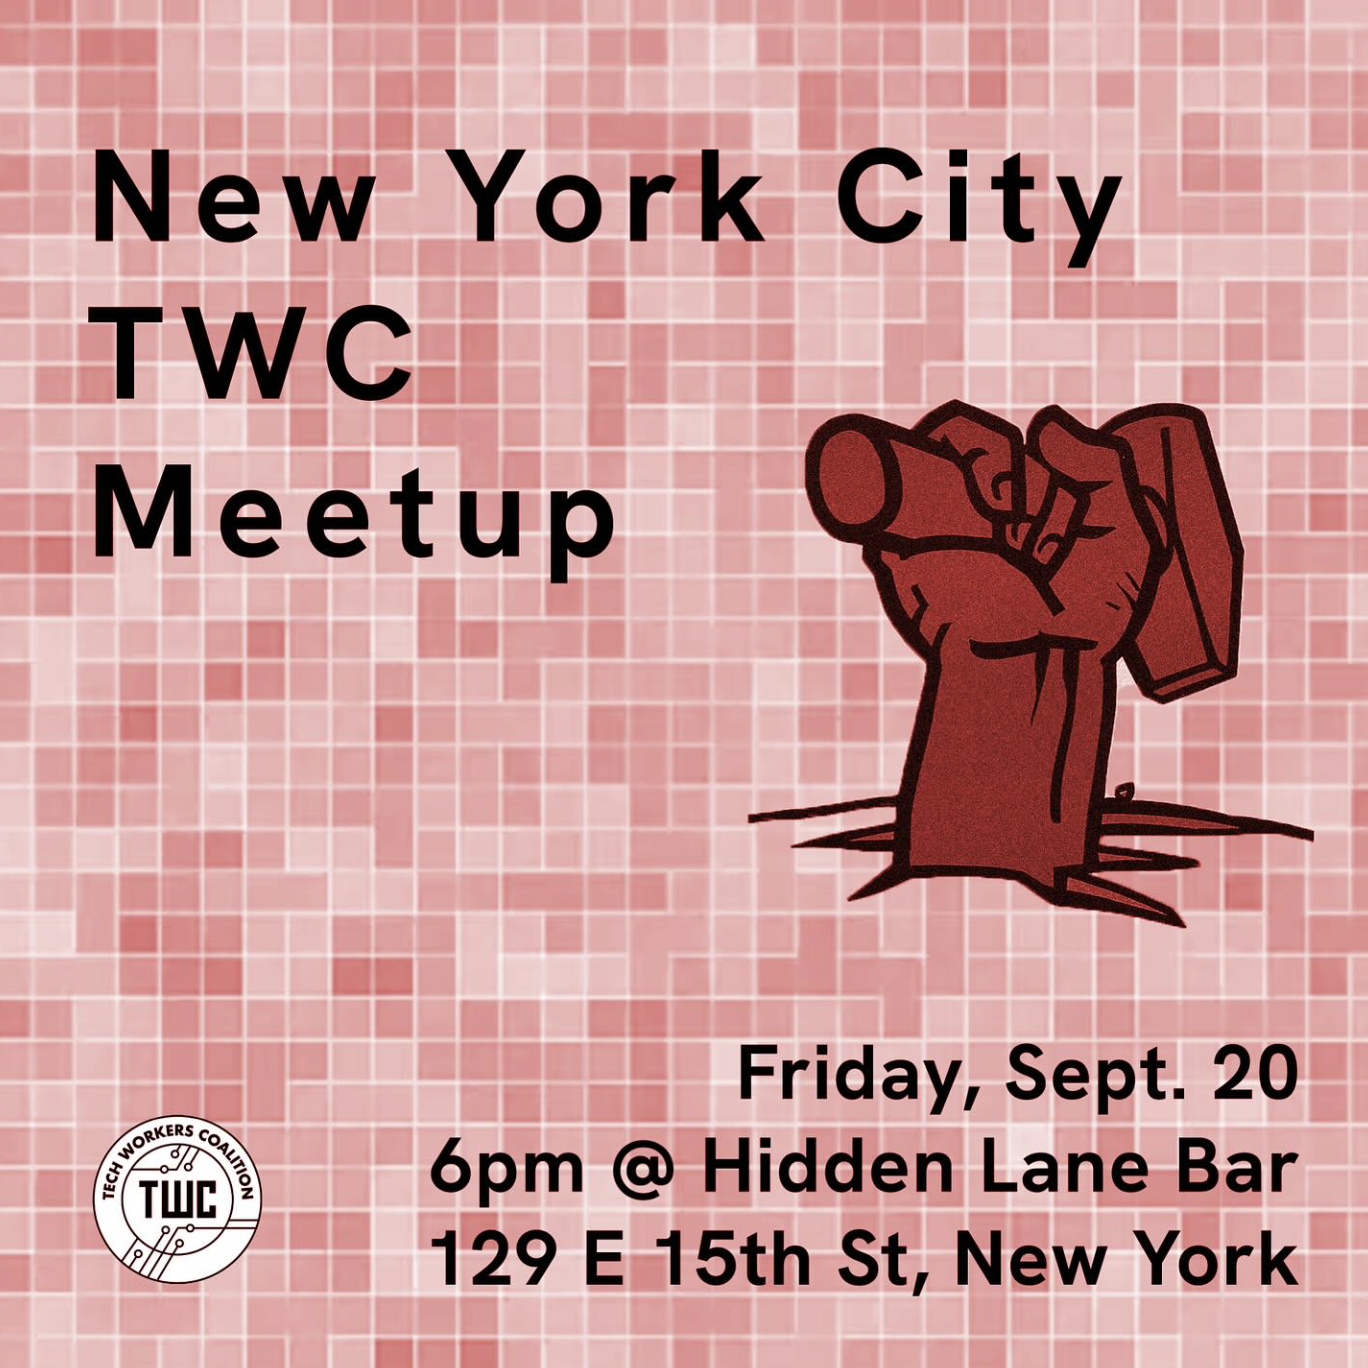 New York City
TWC
Meetup
Friday, Sept. 20
6pm @ Hidden Lane Bar
129 E 15th St, New York
TECH WORKERS COALITION
TWC